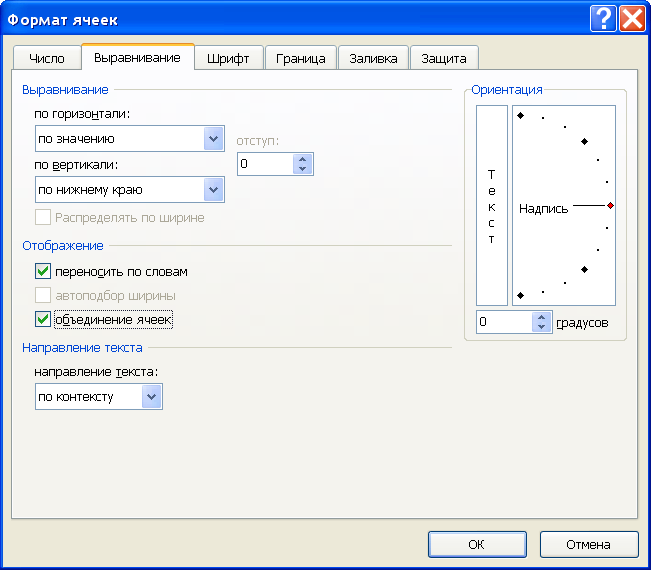 Формат ячеек
Число
Выравнивание
Шрифт
Граница
Заливка
Защита
Выравнивание
по горизонтали:
по значению
отступ:
0
по вертикали:
по нижнему краю
Распределять по ширине
Отображение
переносить по словам
автоподбор ширины
объединение ячеек
Направление текста
направление текста:
по контексту
Ориентация
Текст
Надпись
0
градусов
ОК
Отмена